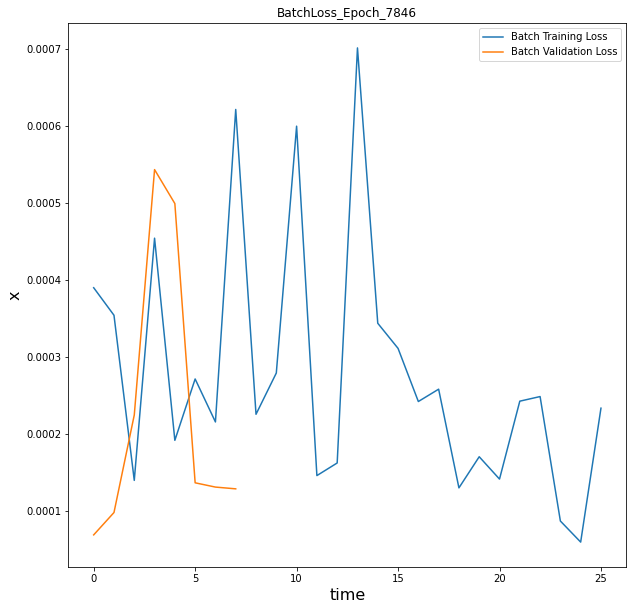 BatchLoss_Epoch_7846
Batch Training Loss
Batch Validation Loss
0.0007
0.0006
0.0005
0.0004
0.0003
0.0002
0.0001
x
0 5 10 15 20 25
time